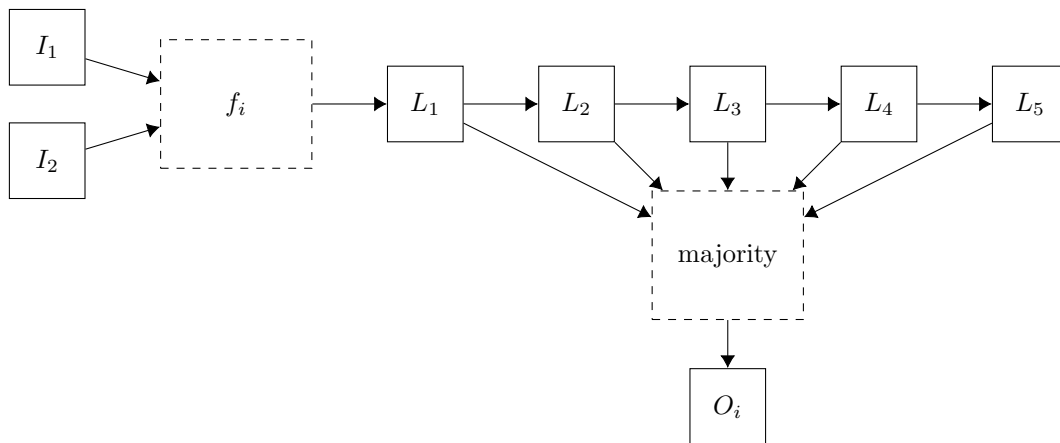 I₁
I₂
fᵢ
L₁ L₂ L₃ L₄ L₅
majority
Oᵢ